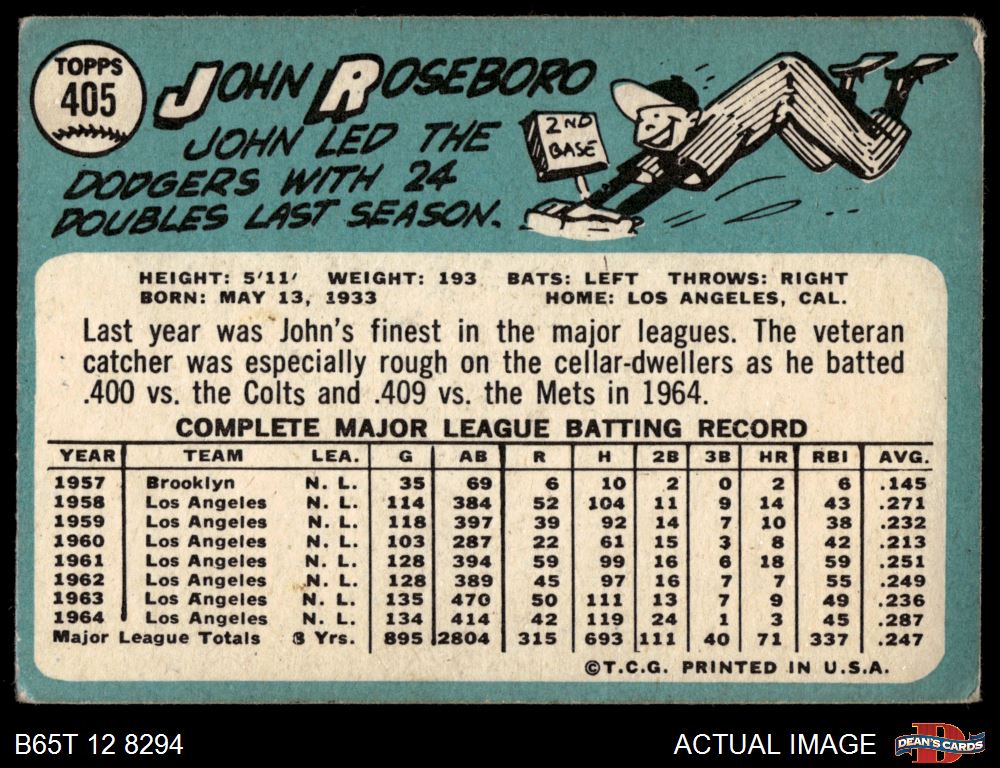 TOPPS
405
JOHN ROSEBORO
JOHN LED THE
DODGERS WITH 24
DOUBLES LAST SEASON.
2ND
BASE
HEIGHT: 5'11' WEIGHT: 193 BATS: LEFT THROWS: RIGHT
BORN: MAY 13, 1933 HOME: LOS ANGELES, CAL.
Last year was John's finest in the major leagues. The veteran
catcher was especially rough on the cellar-dwellers as he batted
.400 vs. the Colts and .409 vs. the Mets in 1964.
COMPLETE MAJOR LEAGUE BATTING RECORD
YEAR TEAM LEA. G AB R H 2B 3B HR RBI AVG.
1957 Brooklyn N. L. 35 69 6 10 2 0 2 6 .145
1958 Los Angeles N. L. 114 384 52 104 11 9 14 43 .271
1959 Los Angeles N. L. 118 397 39 92 14 7 10 38 .232
1960 Los Angeles N. L. 103 287 22 61 15 3 8 42 .213
1961 Los Angeles N. L. 128 394 59 99 16 6 18 59 .251
1962 Los Angeles N. L. 128 389 45 97 16 7 7 55 .249
1963 Los Angeles N. L. 135 470 50 111 13 7 9 49 .236
1964 Los Angeles N. L. 134 414 42 119 24 1 3 45 .287
Major League Totals 8 Yrs. 895 2804 315 693 111 40 71 337 .247
©T.C.G. PRINTED IN U.S.A.
B65T 12 8294
ACTUAL IMAGE
D
DEAN'S CARDS